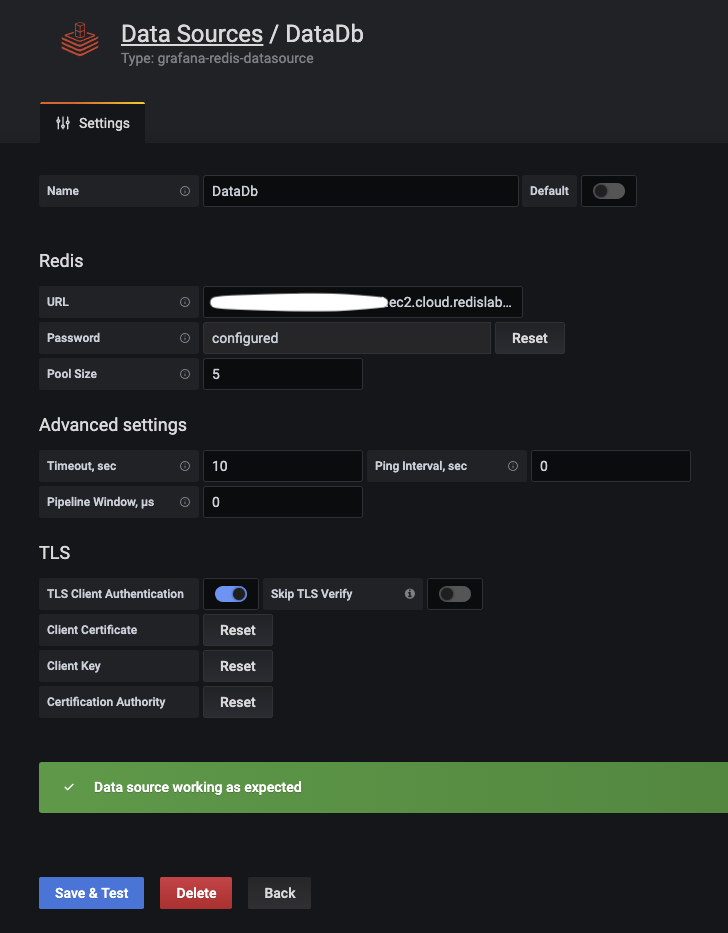 Data Sources / DataDb
Type: grafana-redis-datasource
Settings
Name DataDb Default
Redis
URL .ec2.cloud.redislab...
Password configured Reset
Pool Size 5
Advanced settings
Timeout, sec 10 Ping Interval, sec 0
Pipeline Window, μs 0
TLS
TLS Client Authentication Skip TLS Verify
Client Certificate Reset
Client Key Reset
Certification Authority Reset
Data source working as expected
Save & Test Delete Back